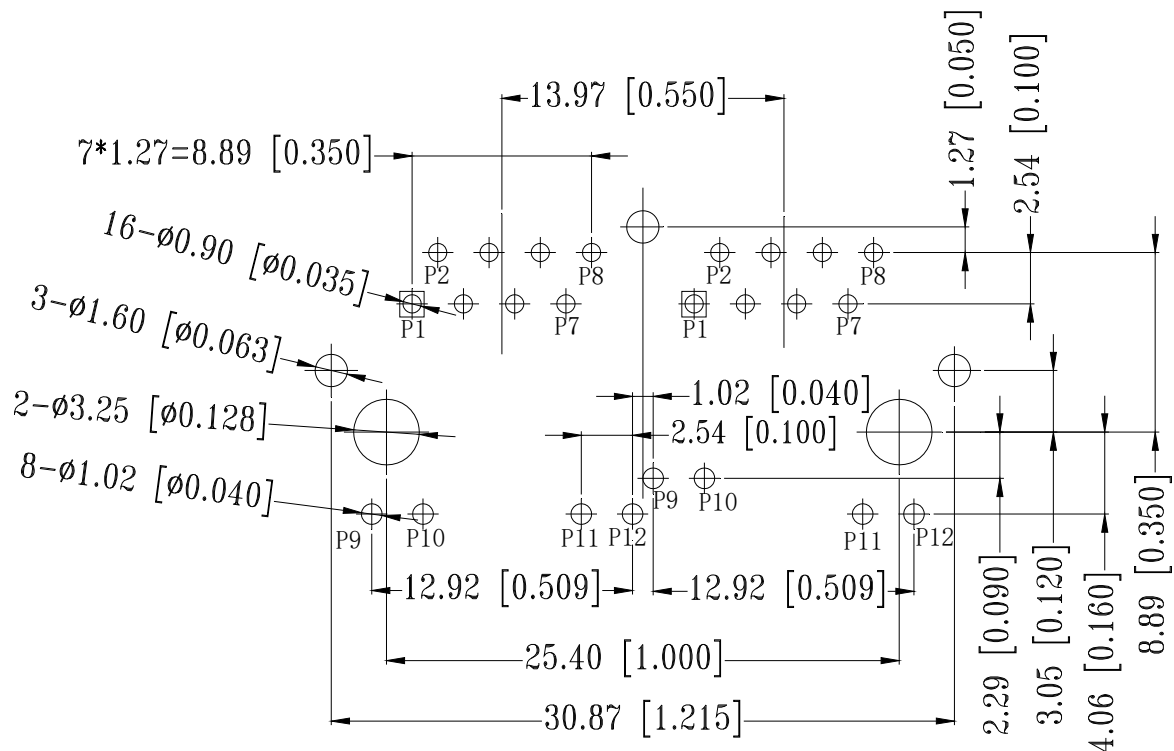 13.97 [0.550]
1.27 [0.050]
2.54 [0.100]
7*1.27=8.89 [0.350]
16-ø0.90 [ø0.035]
P2
P8
P2
P8
P1
P7
P1
P7
3-ø1.60 [ø0.063]
1.02 [0.040]
2-ø3.25 [ø0.128]
2.54 [0.100]
8-ø1.02 [ø0.040]
P9
P10
P9
P10
P11
P12
P11
P12
12.92 [0.509]
12.92 [0.509]
25.40 [1.000]
30.87 [1.215]
2.29 [0.090]
3.05 [0.120]
4.06 [0.160]
8.89 [0.350]